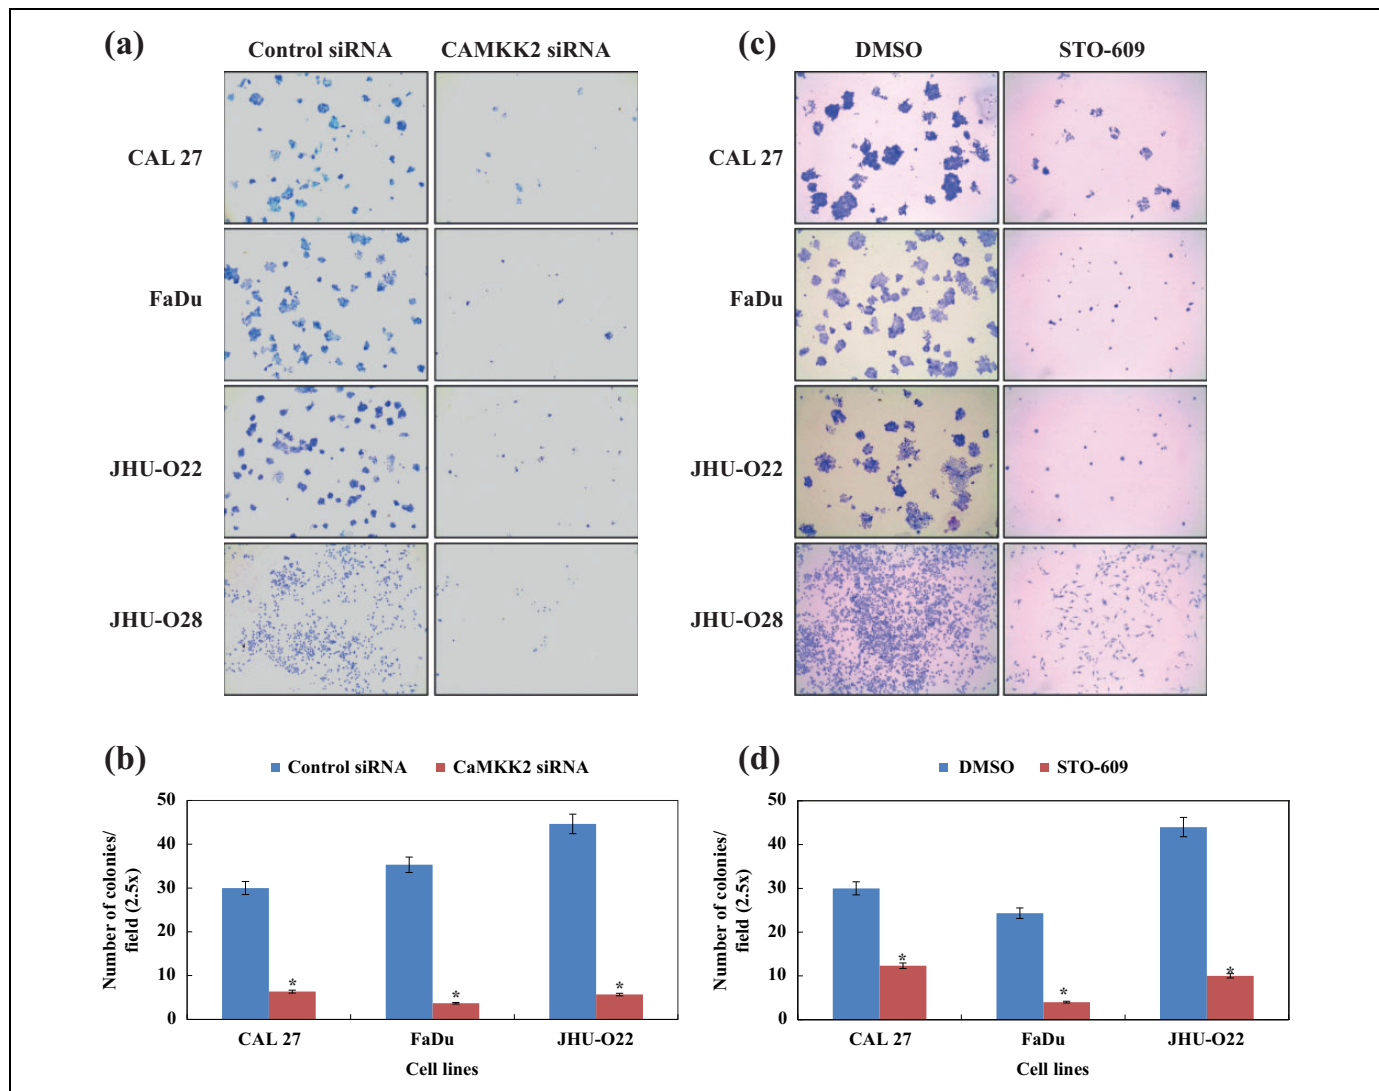 (a)
Control siRNA
CAMKK2 siRNA
CAL 27
FaDu
JHU-O22
JHU-O28
(c)
DMSO
STO-609
CAL 27
FaDu
JHU-O22
JHU-O28
(b)
Control siRNA
CaMKK2 siRNA
Number of colonies/
field (2.5x)
50
40
30
20
10
0
*
*
*
CAL 27
FaDu
JHU-O22
Cell lines
(d)
DMSO
STO-609
Number of colonies/
field (2.5x)
50
40
30
20
10
0
*
*
*
CAL 27
FaDu
JHU-O22
Cell lines